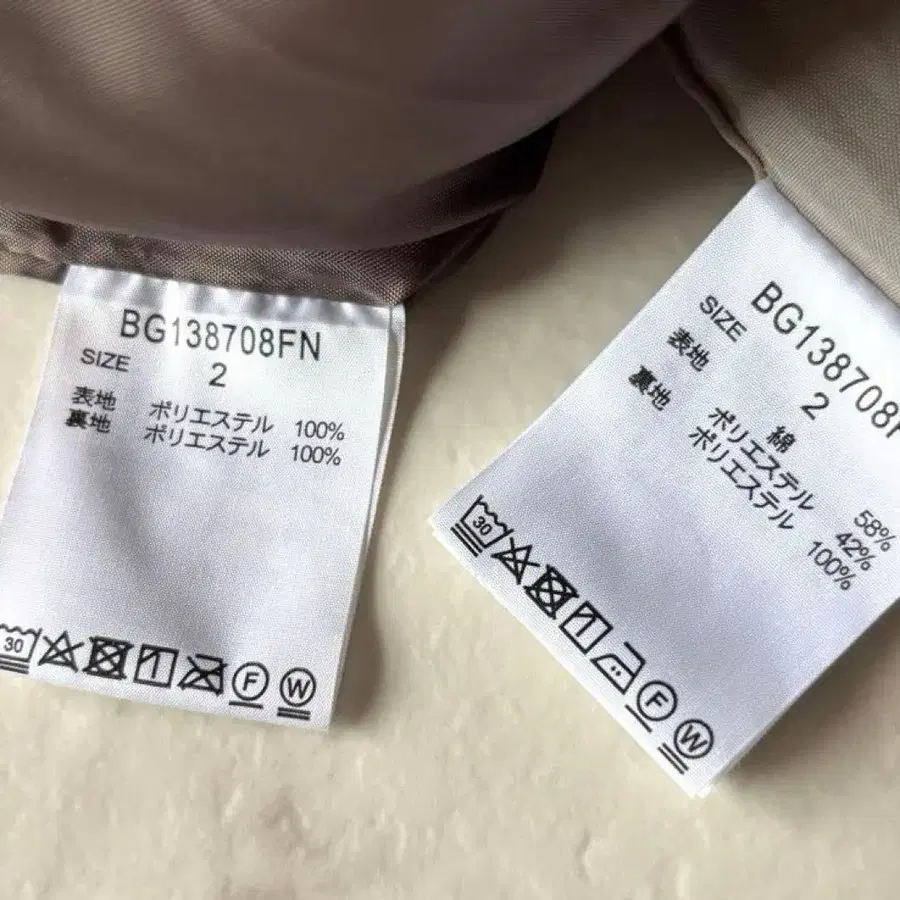 BG138708FN
SIZE 2
表地 ポリエステル 100%
裏地 ポリエステル 100%
30
F
W
BG138708F
SIZE 2
表地 綿 58%
ポリエステル 42%
裏地 ポリエステル 100%
30
F
W